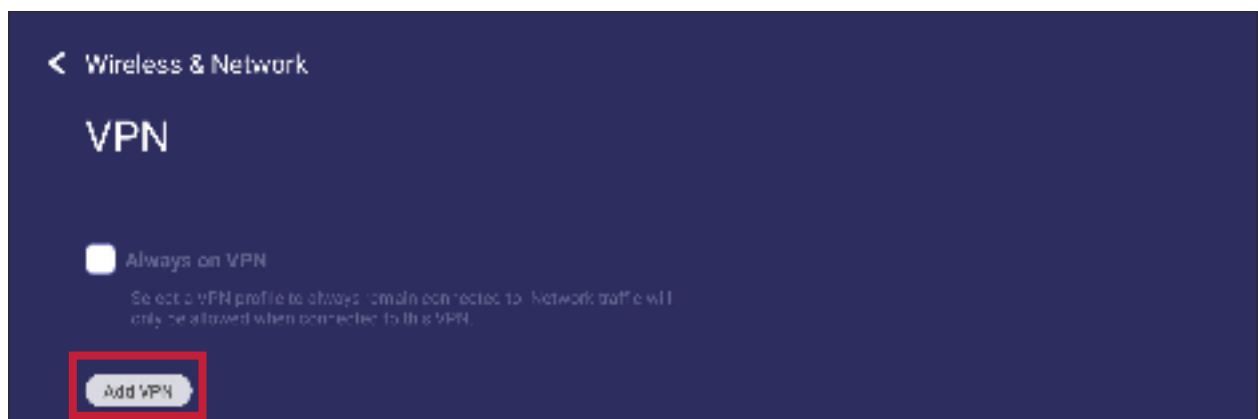 Wireless & Network
VPN
Always on VPN
Select a VPN profile to always remain connected to. Network traffic will
only be allowed when connected to this VPN.
Add VPN